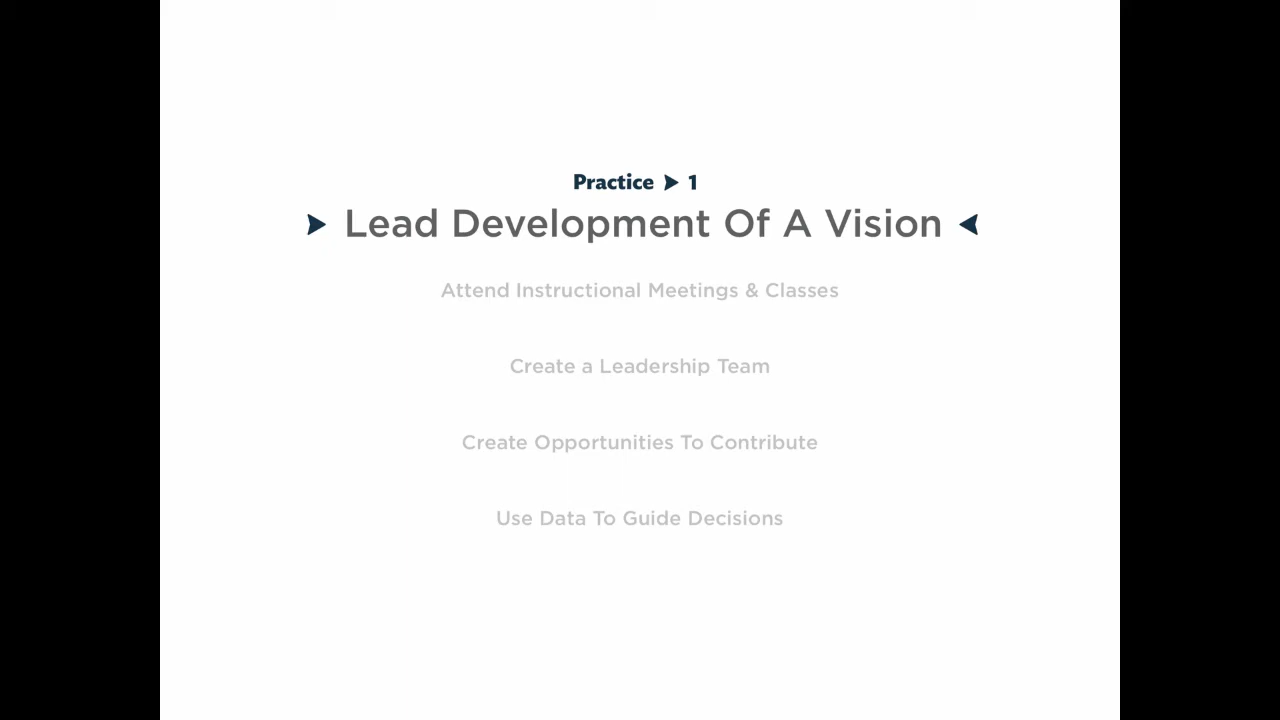 Practice ➤ 1
Lead Development Of A Vision
Attend Instructional Meetings & Classes
Create a Leadership Team
Create Opportunities To Contribute
Use Data To Guide Decisions